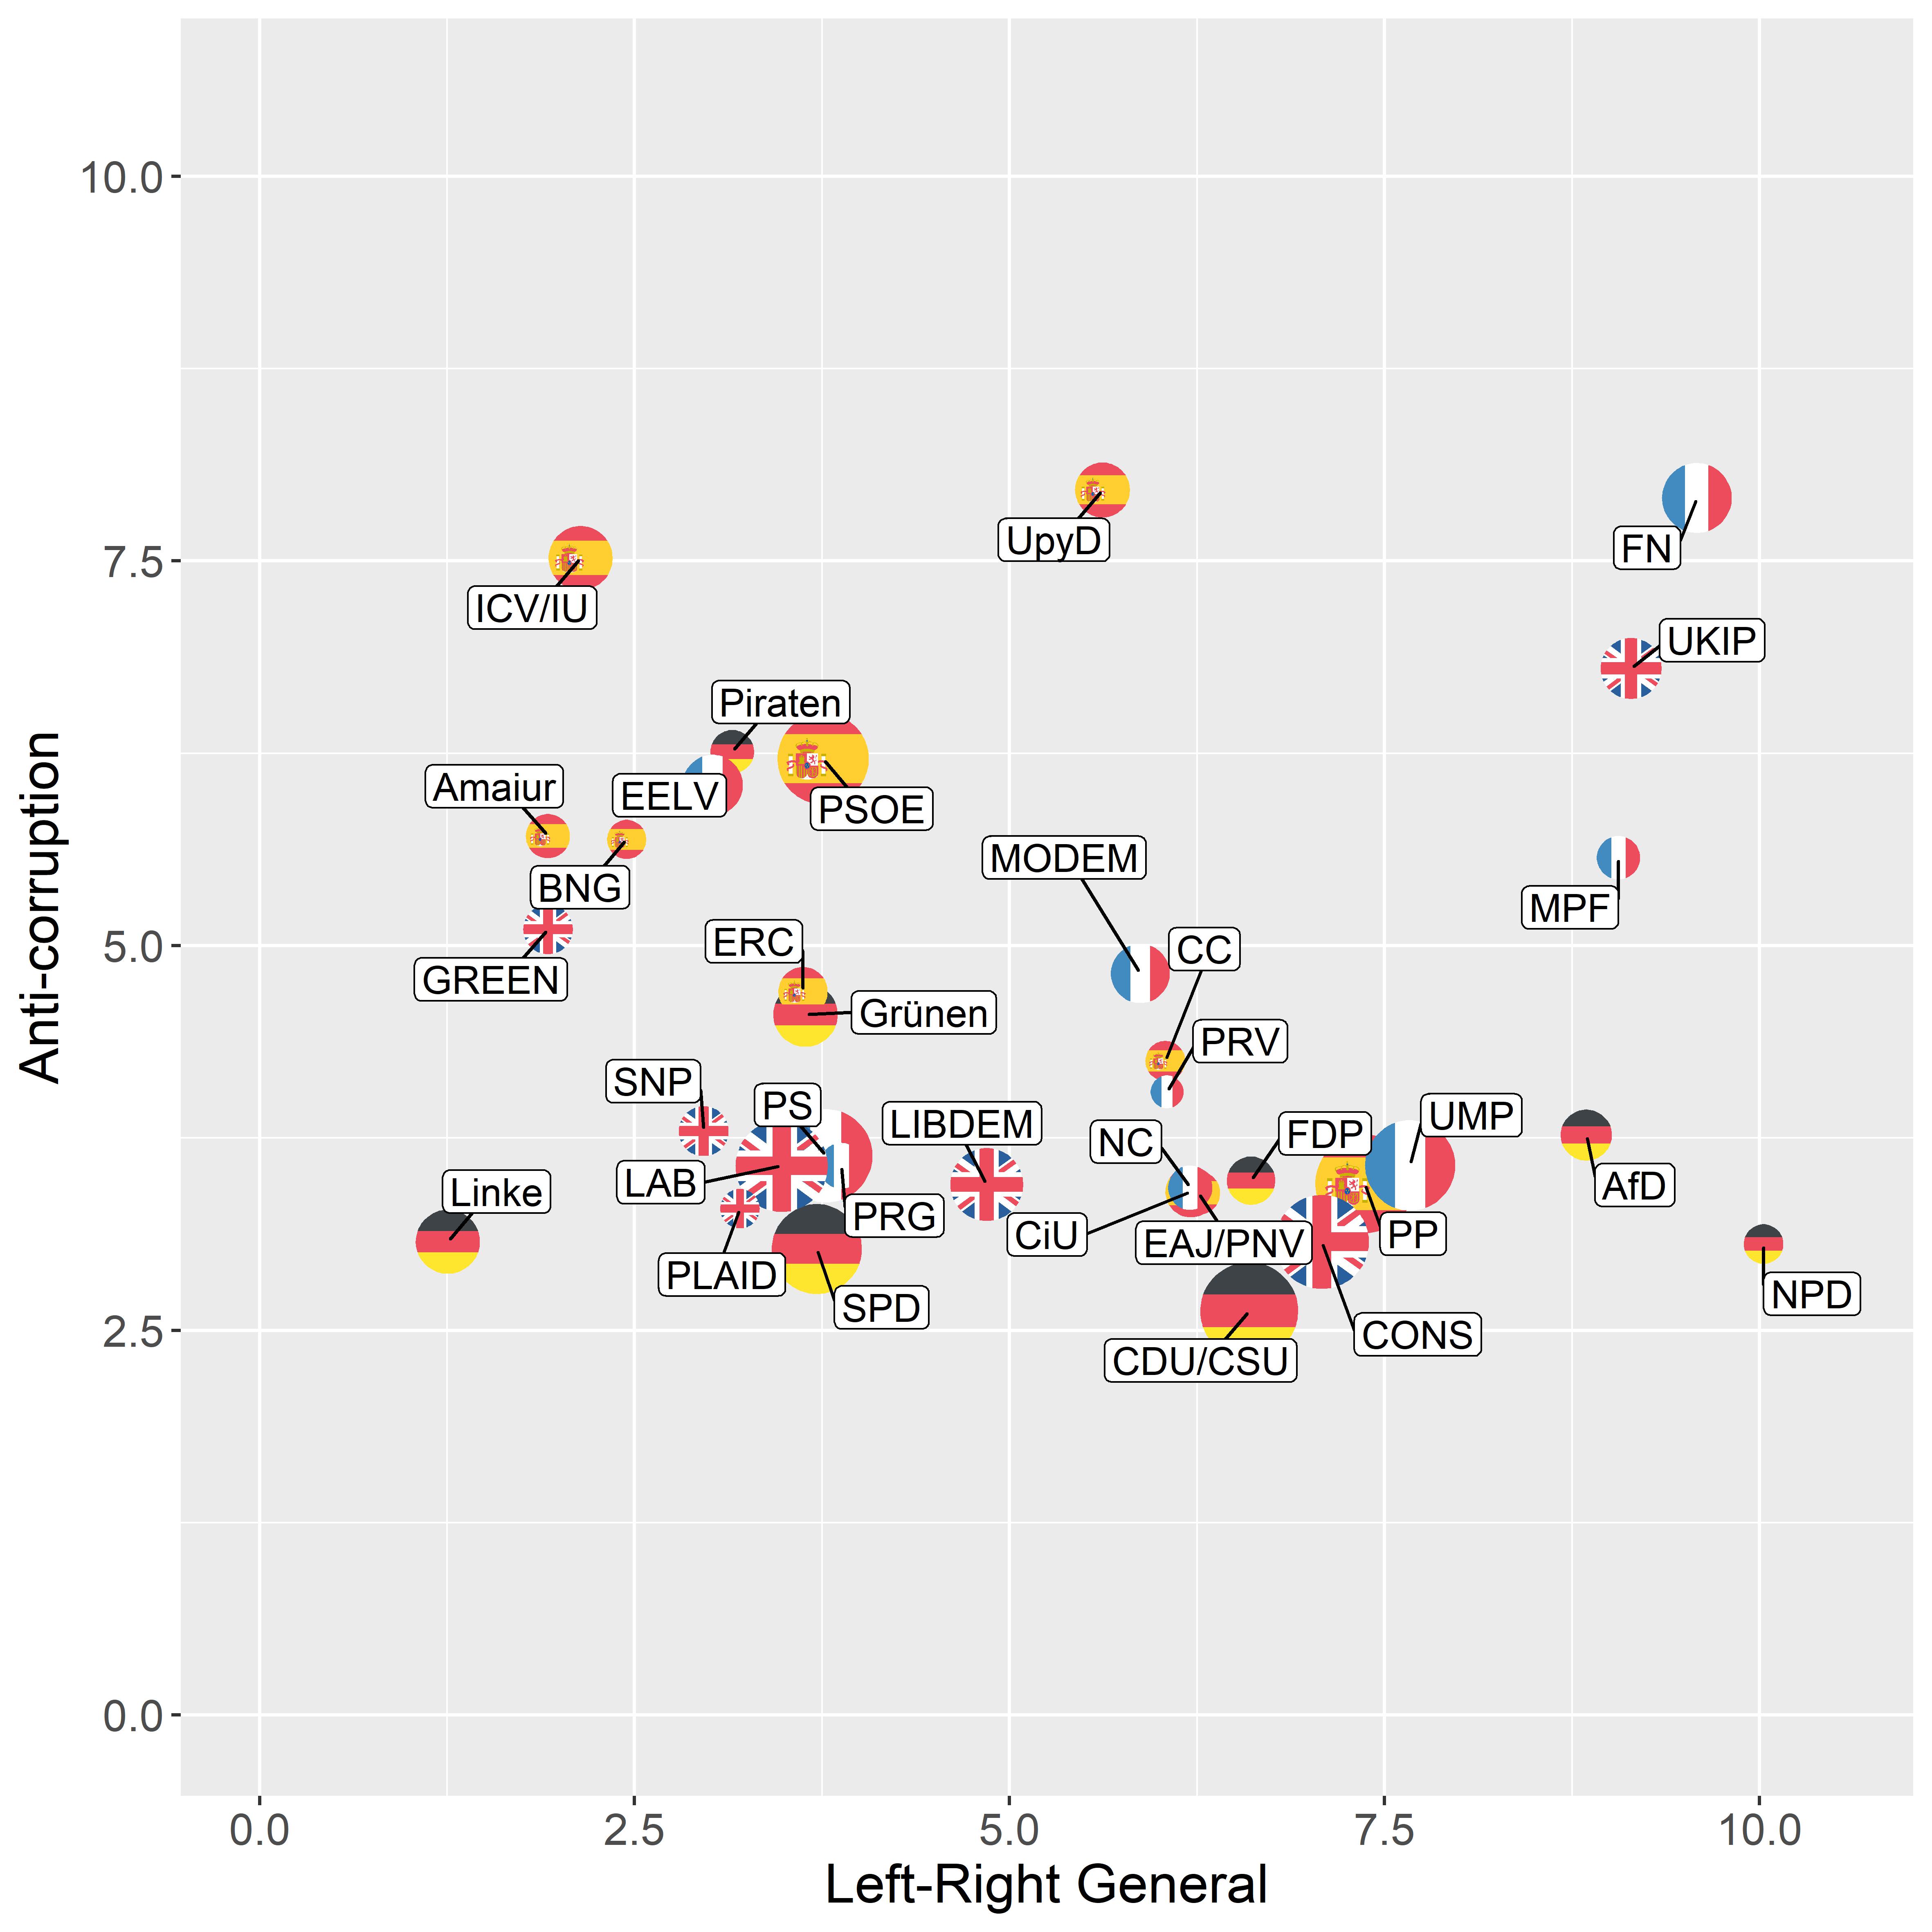 10.0
7.5
5.0
2.5
0.0
Anti-corruption
UpyD
FN
ICV/IU
UKIP
Piraten
Amaiur
EELV
PSOE
MODEM
BNG
MPF
ERC
CC
GREEN
Grünen
PRV
SNP
PS
LIBDEM
UMP
NC
FDP
LAB
Linke
AfD
PRG
CiU
EAJ/PNV
PP
PLAID
NPD
SPD
CONS
CDU/CSU
0.0
2.5
5.0
7.5
10.0
Left-Right General